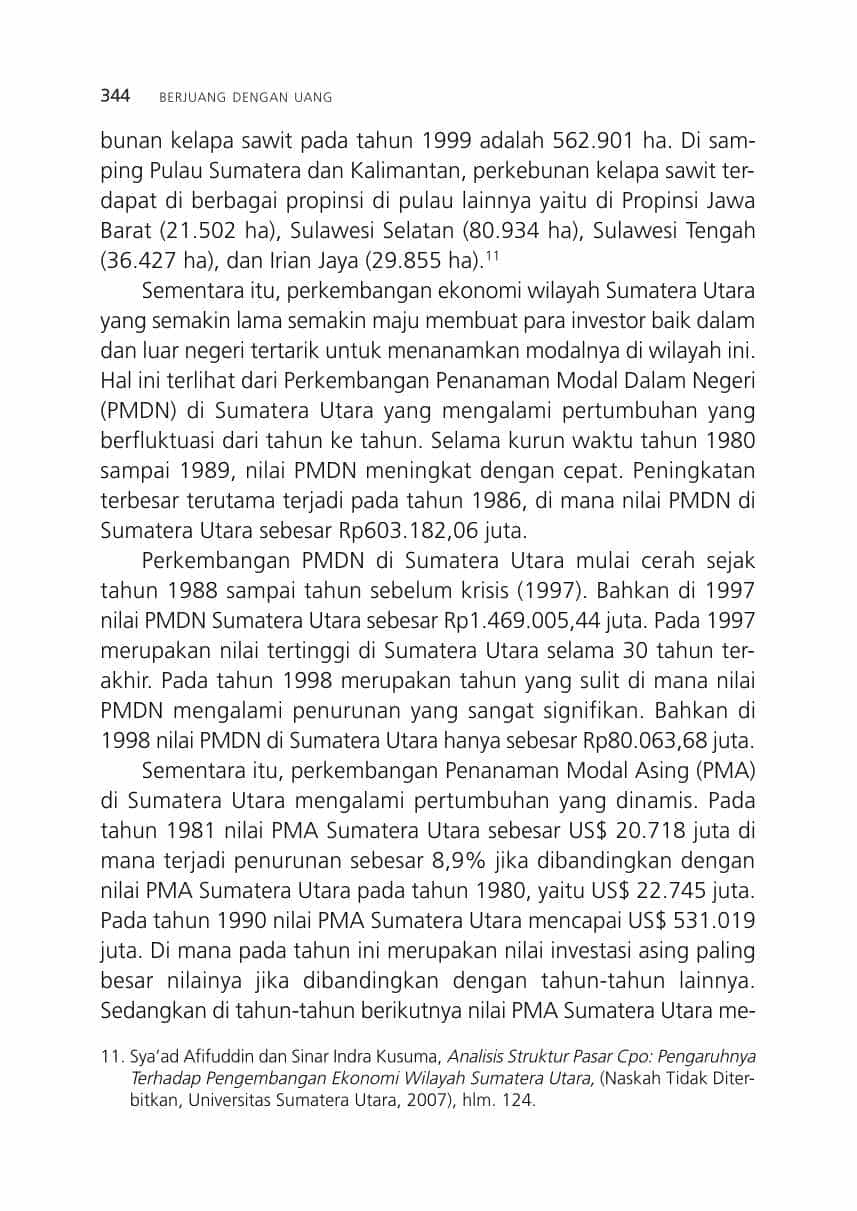 344 BERJUANG DENGAN UANG
bunan kelapa sawit pada tahun 1999 adalah 562.901 ha. Di sam-
ping Pulau Sumatera dan Kalimantan, perkebunan kelapa sawit ter-
dapat di berbagai propinsi di pulau lainnya yaitu di Propinsi Jawa
Barat (21.502 ha), Sulawesi Selatan (80.934 ha), Sulawesi Tengah
(36.427 ha), dan Irian Jaya (29.855 ha).¹¹
Sementara itu, perkembangan ekonomi wilayah Sumatera Utara
yang semakin lama semakin maju membuat para investor baik dalam
dan luar negeri tertarik untuk menanamkan modalnya di wilayah ini.
Hal ini terlihat dari Perkembangan Penanaman Modal Dalam Negeri
(PMDN) di Sumatera Utara yang mengalami pertumbuhan yang
berfluktuasi dari tahun ke tahun. Selama kurun waktu tahun 1980
sampai 1989, nilai PMDN meningkat dengan cepat. Peningkatan
terbesar terutama terjadi pada tahun 1986, di mana nilai PMDN di
Sumatera Utara sebesar Rp603.182,06 juta.
Perkembangan PMDN di Sumatera Utara mulai cerah sejak
tahun 1988 sampai tahun sebelum krisis (1997). Bahkan di 1997
nilai PMDN Sumatera Utara sebesar Rp1.469.005,44 juta. Pada 1997
merupakan nilai tertinggi di Sumatera Utara selama 30 tahun ter-
akhir. Pada tahun 1998 merupakan tahun yang sulit di mana nilai
PMDN mengalami penurunan yang sangat signifikan. Bahkan di
1998 nilai PMDN di Sumatera Utara hanya sebesar Rp80.063,68 juta.
Sementara itu, perkembangan Penanaman Modal Asing (PMA)
di Sumatera Utara mengalami pertumbuhan yang dinamis. Pada
tahun 1981 nilai PMA Sumatera Utara sebesar US$ 20.718 juta di
mana terjadi penurunan sebesar 8,9% jika dibandingkan dengan
nilai PMA Sumatera Utara pada tahun 1980, yaitu US$ 22.745 juta.
Pada tahun 1990 nilai PMA Sumatera Utara mencapai US$ 531.019
juta. Di mana pada tahun ini merupakan nilai investasi asing paling
besar nilainya jika dibandingkan dengan tahun-tahun lainnya.
Sedangkan di tahun-tahun berikutnya nilai PMA Sumatera Utara me-
11. Sya’ad Afifuddin dan Sinar Indra Kusuma, Analisis Struktur Pasar Cpo: Pengaruhnya
Terhadap Pengembangan Ekonomi Wilayah Sumatera Utara, (Naskah Tidak Diter-
bitkan, Universitas Sumatera Utara, 2007), hlm. 124.